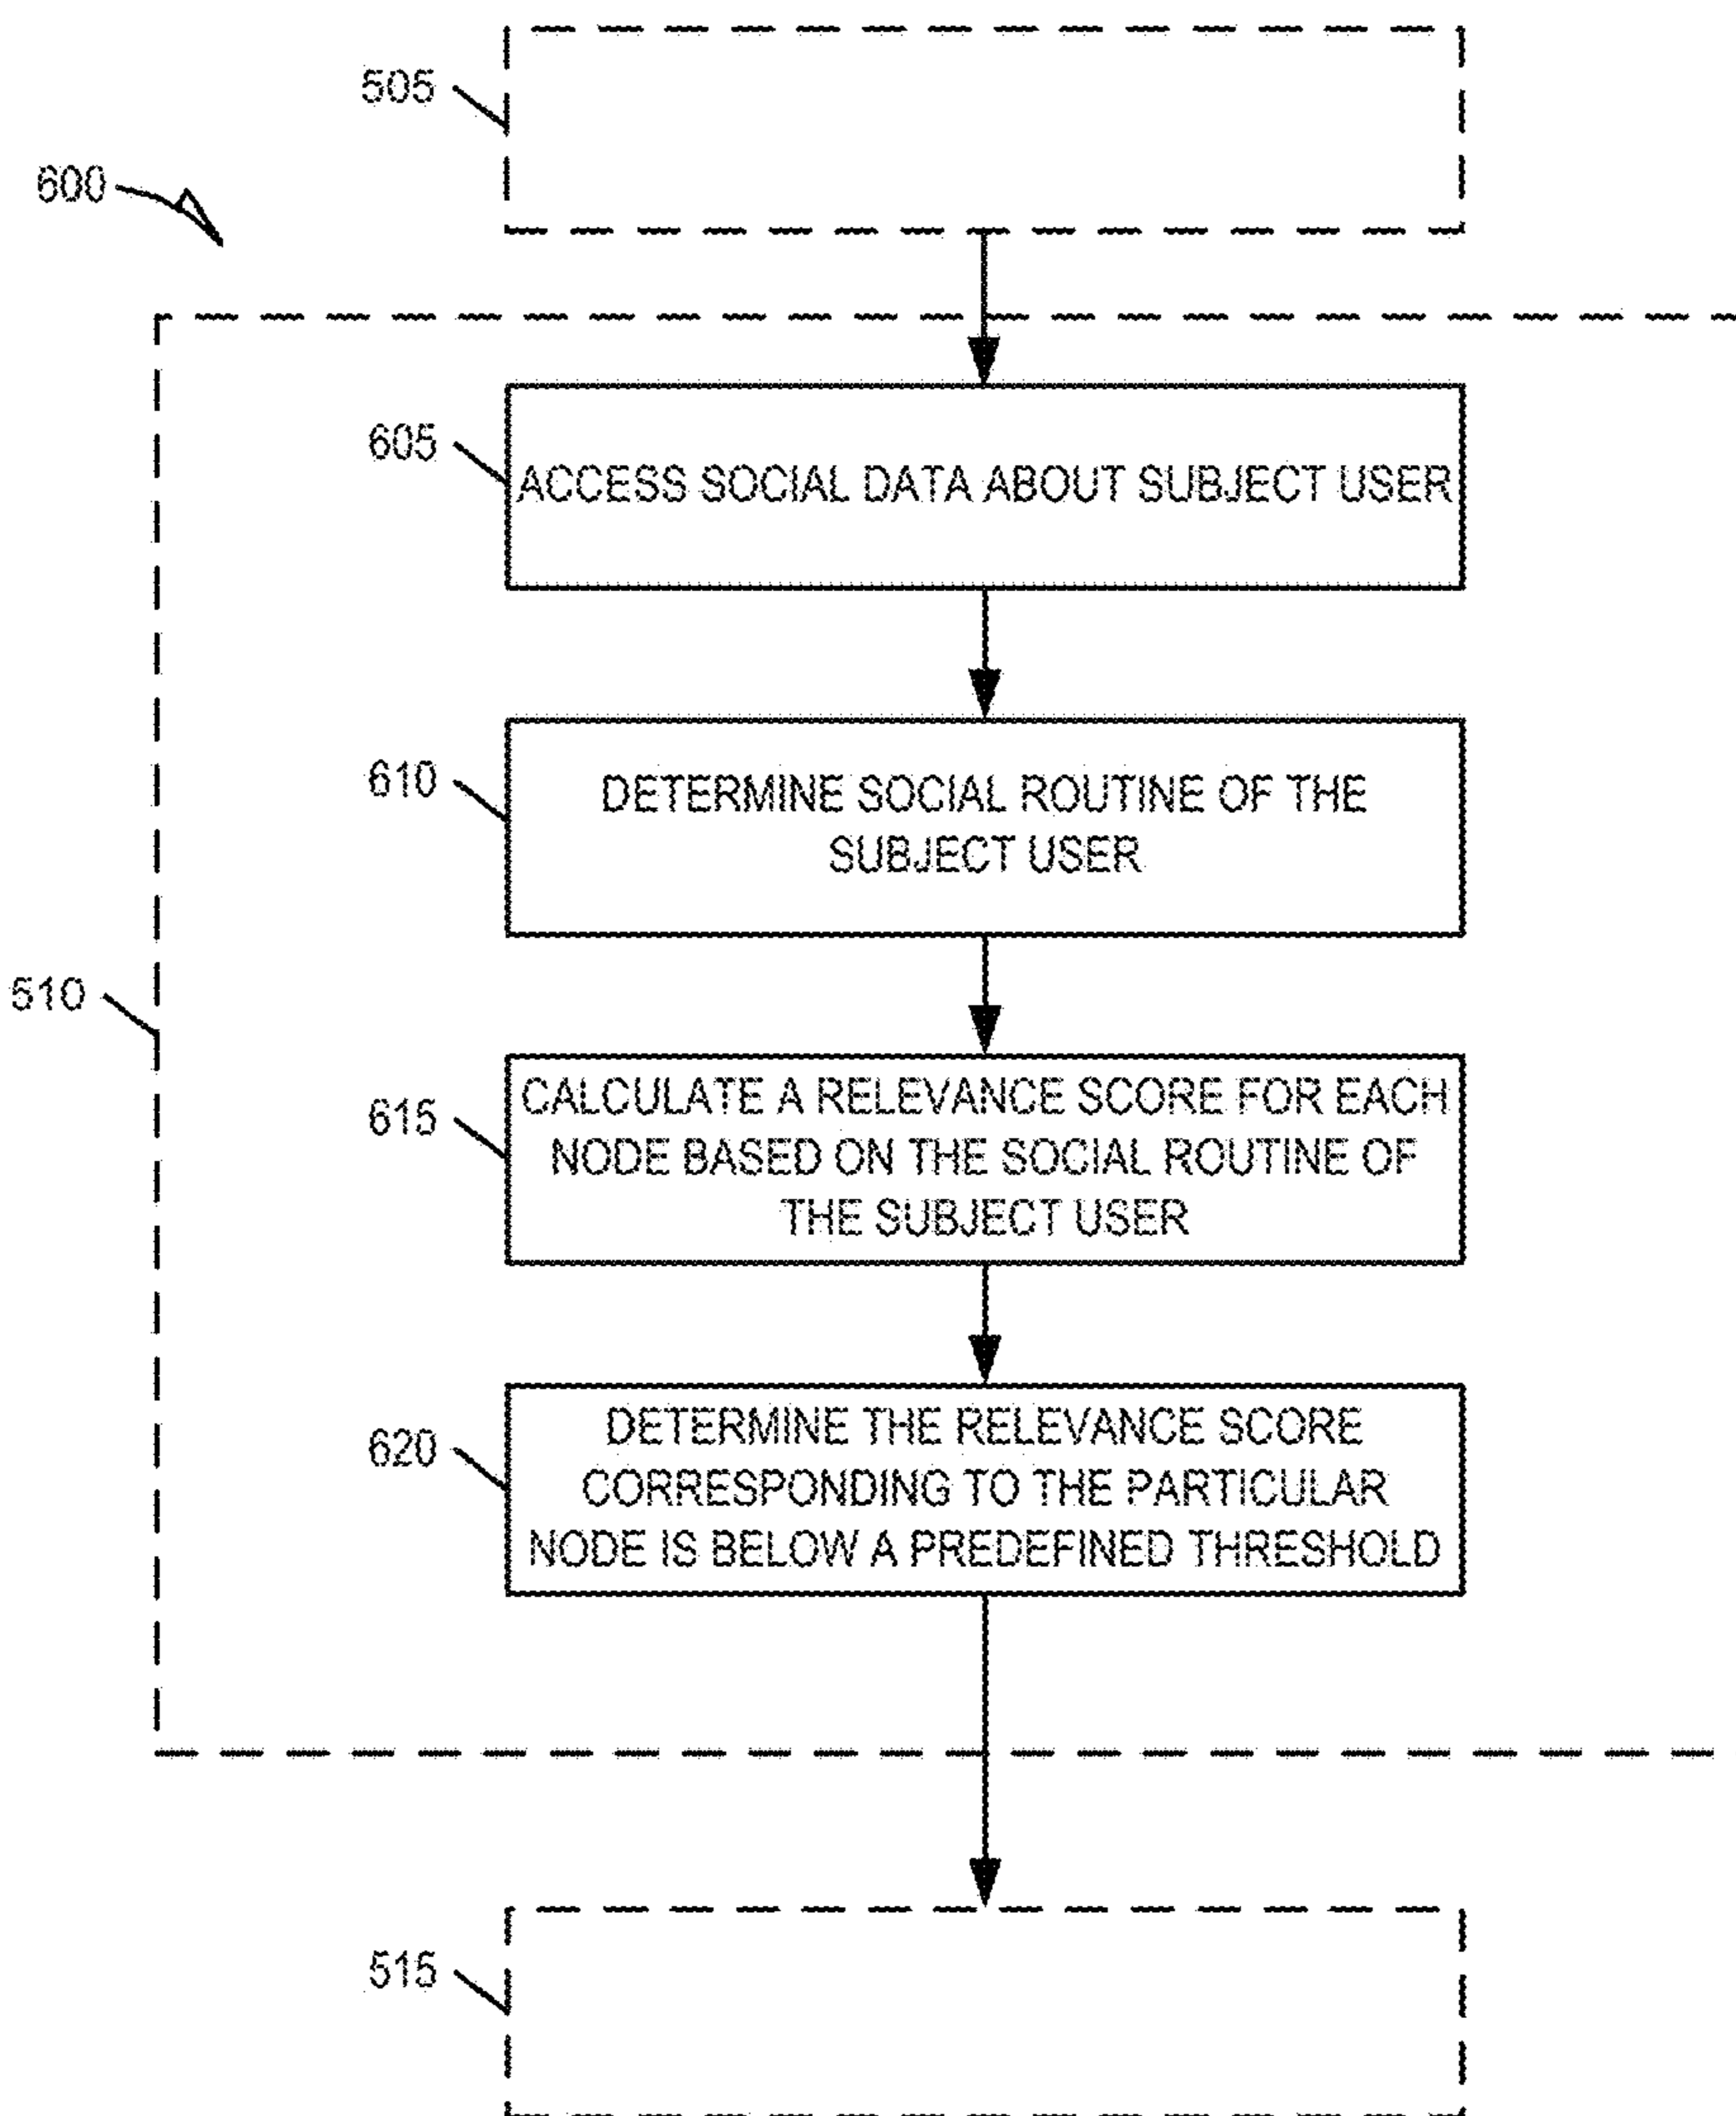 505
600
605
ACCESS SOCIAL DATA ABOUT SUBJECT USER
610
DETERMINE SOCIAL ROUTINE OF THE
SUBJECT USER
510
615
CALCULATE A RELEVANCE SCORE FOR EACH
NODE BASED ON THE SOCIAL ROUTINE OF
THE SUBJECT USER
620
DETERMINE THE RELEVANCE SCORE
CORRESPONDING TO THE PARTICULAR
NODE IS BELOW A PREDEFINED THRESHOLD
515